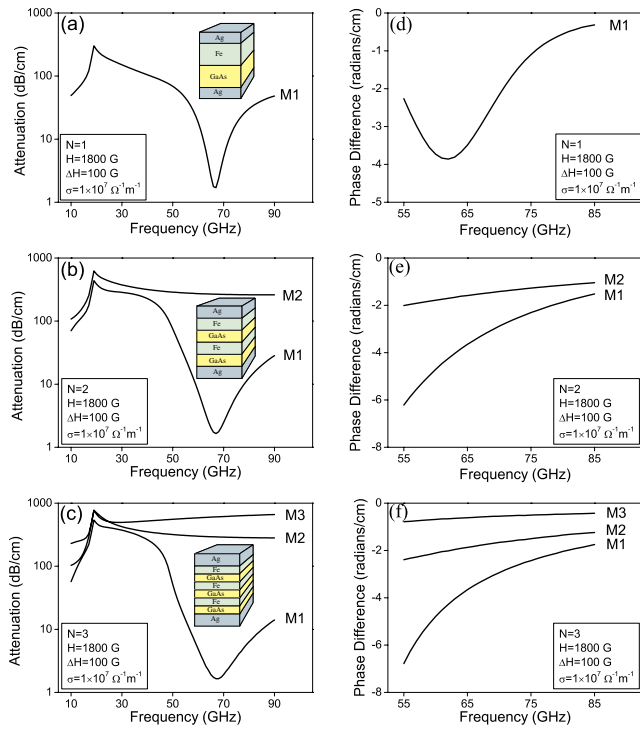 (a)
Attenuation (dB/cm)
1000
100
10
1
Ag
Fe
GaAs
Ag
M1
N=1
H=1800 G
ΔH=100 G
σ=1×10⁷ Ω⁻¹m⁻¹
10 30 50 70 90
Frequency (GHz)
(d)
Phase Difference (radians/cm)
0
-1
-2
-3
-4
-5
M1
N=1
H=1800 G
ΔH=100 G
σ=1×10⁷ Ω⁻¹m⁻¹
55 65 75 85
Frequency (GHz)
(b)
Attenuation (dB/cm)
1000
100
10
1
M2
Ag
Fe
GaAs
Fe
GaAs
Ag
M1
N=2
H=1800 G
ΔH=100 G
σ=1×10⁷ Ω⁻¹m⁻¹
10 30 50 70 90
Frequency (GHz)
(e)
Phase Difference (radians/cm)
0
-2
-4
-6
-8
M2
M1
N=2
H=1800 G
ΔH=100 G
σ=1×10⁷ Ω⁻¹m⁻¹
55 65 75 85
Frequency (GHz)
(c)
Attenuation (dB/cm)
1000
100
10
1
M3
M2
Ag
Fe
GaAs
Fe
GaAs
Fe
GaAs
Ag
M1
N=3
H=1800 G
ΔH=100 G
σ=1×10⁷ Ω⁻¹m⁻¹
10 30 50 70 90
Frequency (GHz)
(f)
Phase Difference (radians/cm)
0
-2
-4
-6
-8
M3
M2
M1
N=3
H=1800 G
ΔH=100 G
σ=1×10⁷ Ω⁻¹m⁻¹
55 65 75 85
Frequency (GHz)